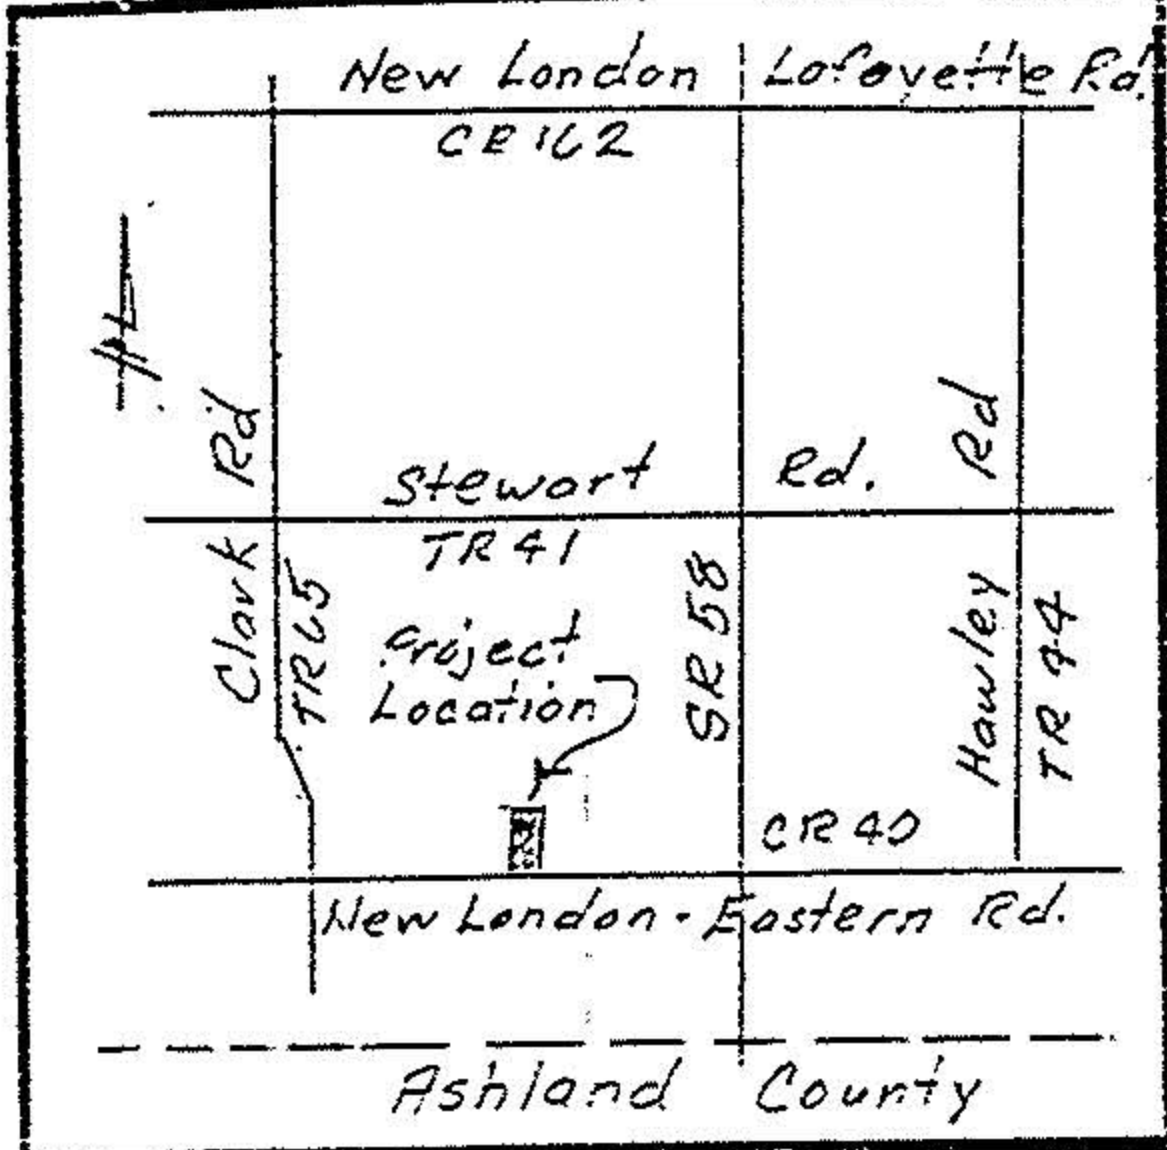 New London Lafayette Rd.
CR 162
Clark Rd
TR 65
Stewart Rd.
TR 41
Project
Location
SR 58
Hawley Rd
TR 44
CR 40
New London - Eastern Rd.
Ashland County